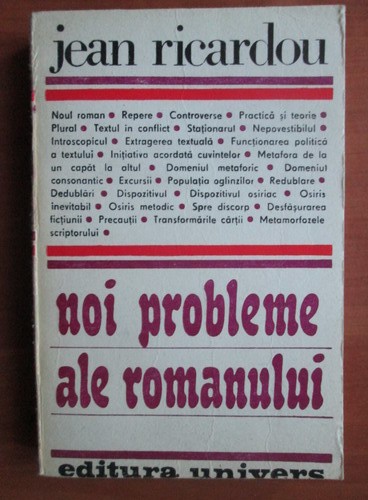 jean ricardou
Noul roman ● Repere ● Controverse ● Practică și teorie ●
Plural ● Textul în conflict ● Staționarul ● Nepovestibilul ●
Introscopicul ● Extragerea textuală ● Funcționarea politică
a textului ● Inițiativa acordată cuvintelor ● Metafora de la
un capăt la altul ● Domeniul metaforic ● Domeniul
consonantic ● Excursii ● Populația oglinzilor ● Redublare ●
Dedublări ● Dispozitivul ● Dispozitivul osiriac ● Osiris
inevitabil ● Osiris metodic ● Spre discorp ● Desfășurarea
ficțiunii ● Precauții ● Transformările cărții ● Metamorfozele
scriptorului ●
noi probleme
ale romanului
editura univers